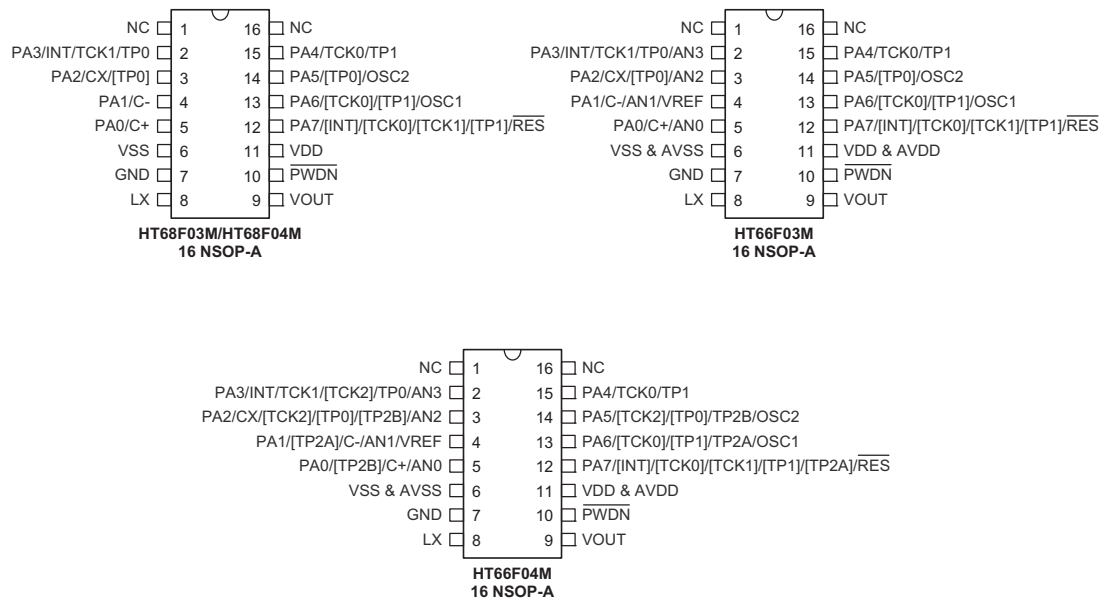 NC 1 16 NC
PA3/INT/TCK1/TP0 2 15 PA4/TCK0/TP1
PA2/CX/[TP0] 3 14 PA5/[TP0]/OSC2
PA1/C- 4 13 PA6/[TCK0]/[TP1]/OSC1
PA0/C+ 5 12 PA7/[INT]/[TCK0]/[TCK1]/[TP1]/RES
VSS 6 11 VDD
GND 7 10 PWDN
LX 8 9 VOUT
HT68F03M/HT68F04M
16 NSOP-A
NC 1 16 NC
PA3/INT/TCK1/TP0/AN3 2 15 PA4/TCK0/TP1
PA2/CX/[TP0]/AN2 3 14 PA5/[TP0]/OSC2
PA1/C-/AN1/VREF 4 13 PA6/[TCK0]/[TP1]/OSC1
PA0/C+/AN0 5 12 PA7/[INT]/[TCK0]/[TCK1]/[TP1]/RES
VSS & AVSS 6 11 VDD & AVDD
GND 7 10 PWDN
LX 8 9 VOUT
HT66F03M
16 NSOP-A
NC 1 16 NC
PA3/INT/TCK1/[TCK2]/TP0/AN3 2 15 PA4/TCK0/TP1
PA2/CX/[TCK2]/[TP0]/[TP2B]/AN2 3 14 PA5/[TCK2]/[TP0]/TP2B/OSC2
PA1/[TP2A]/C-/AN1/VREF 4 13 PA6/[TCK0]/[TP1]/TP2A/OSC1
PA0/[TP2B]/C+/AN0 5 12 PA7/[INT]/[TCK0]/[TCK1]/[TP1]/[TP2A]/RES
VSS & AVSS 6 11 VDD & AVDD
GND 7 10 PWDN
LX 8 9 VOUT
HT66F04M
16 NSOP-A